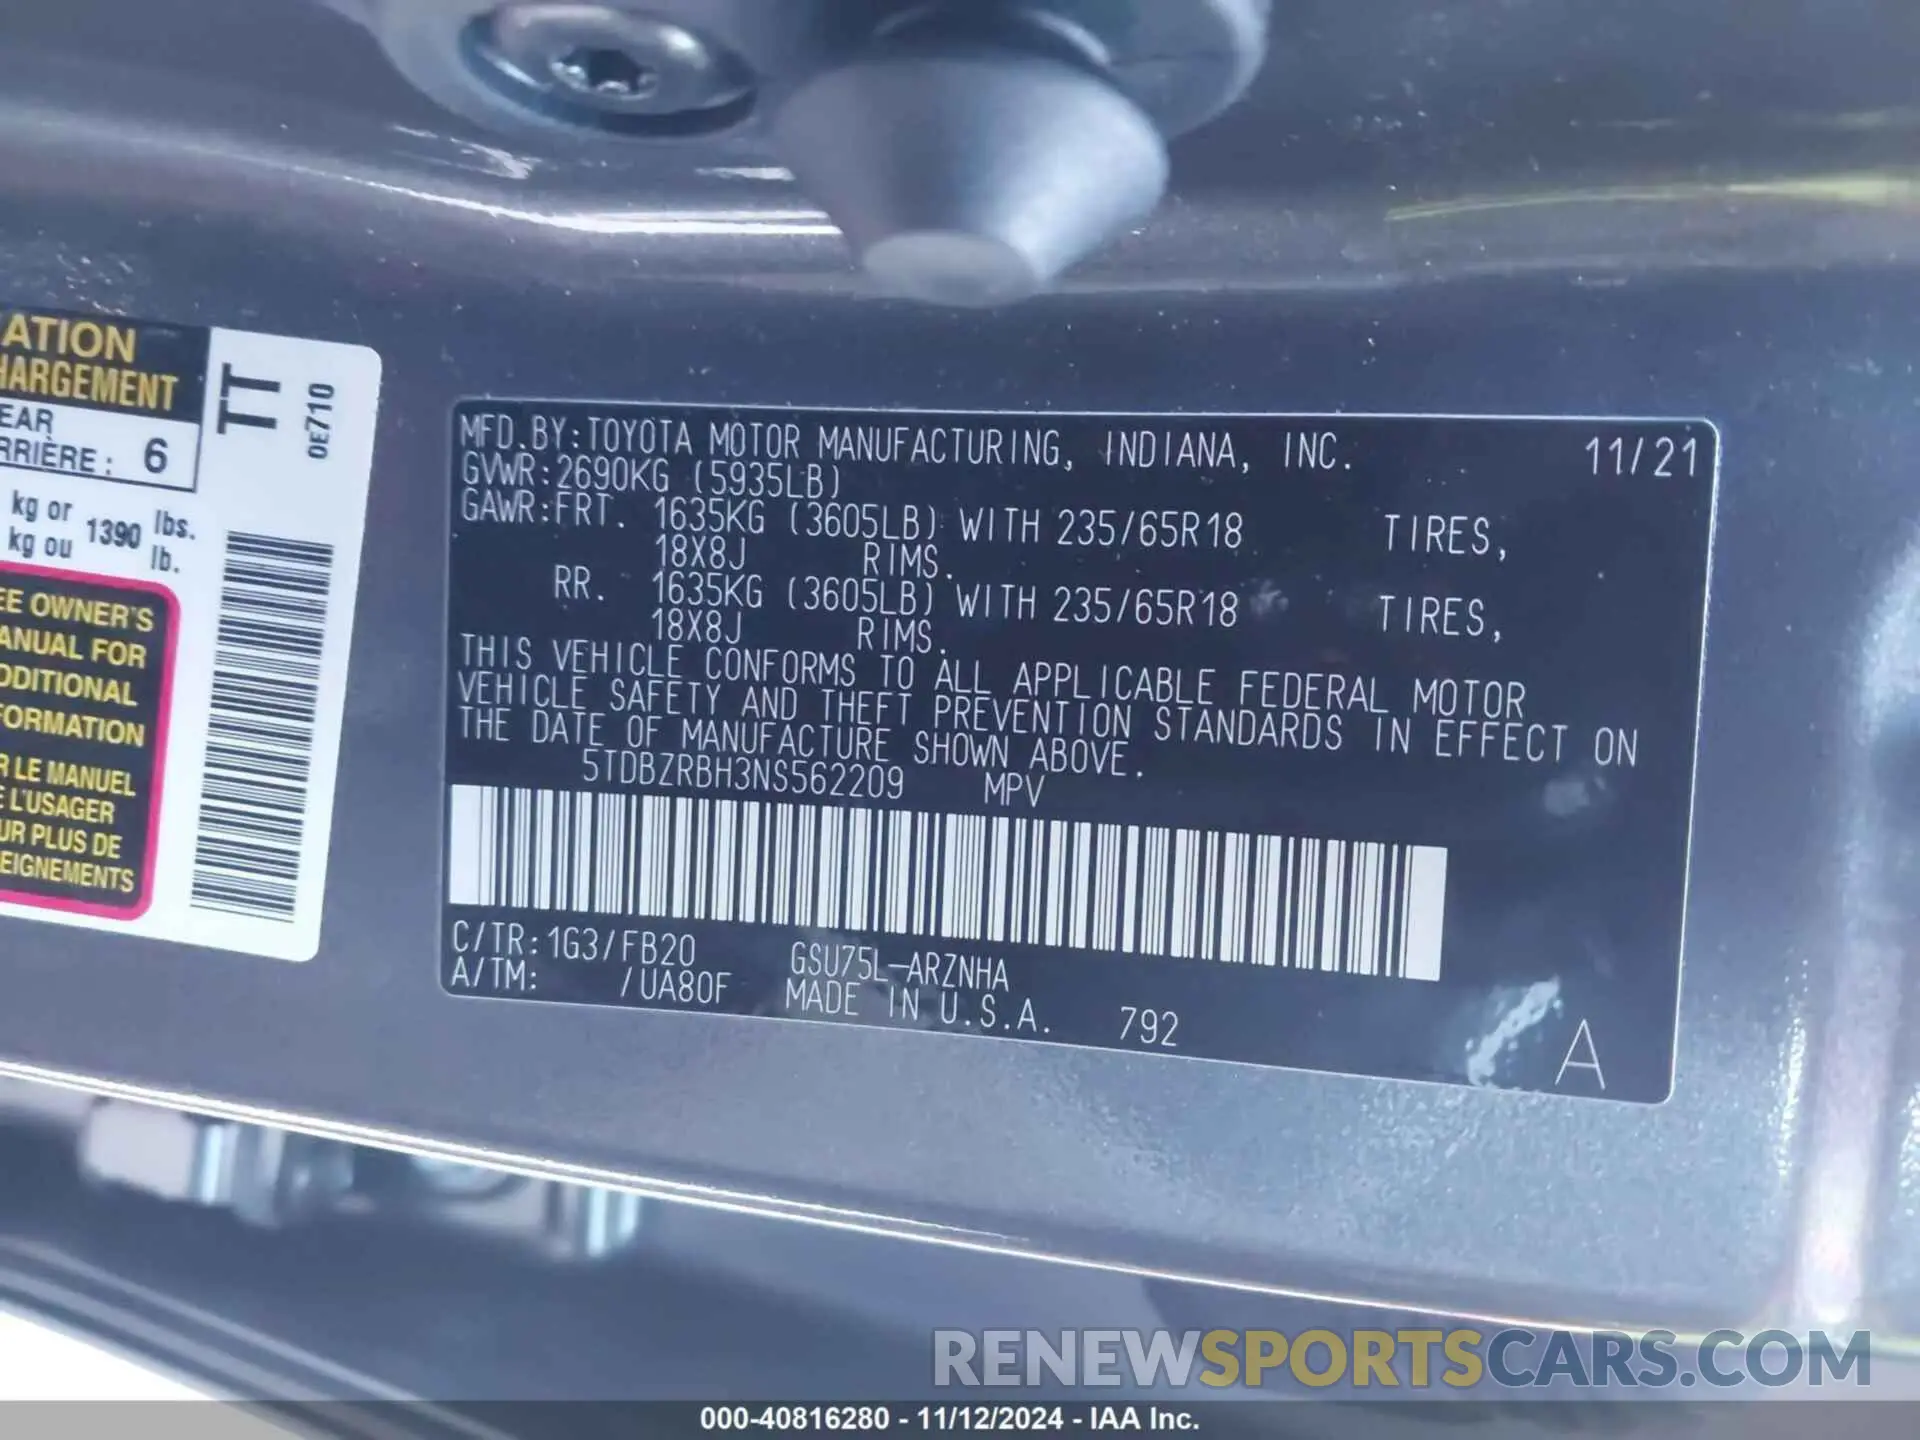 ATION
HARGEMENT
EAR
RRIÈRE: 6
kg or
kg ou 1390 lbs.
lb.
TT
0E710
EE OWNER'S
ANUAL FOR
DDITIONAL
FORMATION
R LE MANUEL
E L'USAGER
UR PLUS DE
EIGNEMENTS
MFD.BY:TOYOTA MOTOR MANUFACTURING, INDIANA, INC. 11/21
GVWR:2690KG (5935LB)
GAWR:FRT. 1635KG (3605LB) WITH 235/65R18 TIRES,
18X8J RIMS.
RR. 1635KG (3605LB) WITH 235/65R18 TIRES,
18X8J RIMS.
THIS VEHICLE CONFORMS TO ALL APPLICABLE FEDERAL MOTOR
VEHICLE SAFETY AND THEFT PREVENTION STANDARDS IN EFFECT ON
THE DATE OF MANUFACTURE SHOWN ABOVE.
5TDBZRBH3NS562209 MPV
C/TR:1G3/FB20 GSU75L-ARZNHA
A/TM: /UA80F MADE IN U.S.A. 792
A
RENEWSPORTSCARS.COM
000-40816280 - 11/12/2024 - IAA Inc.